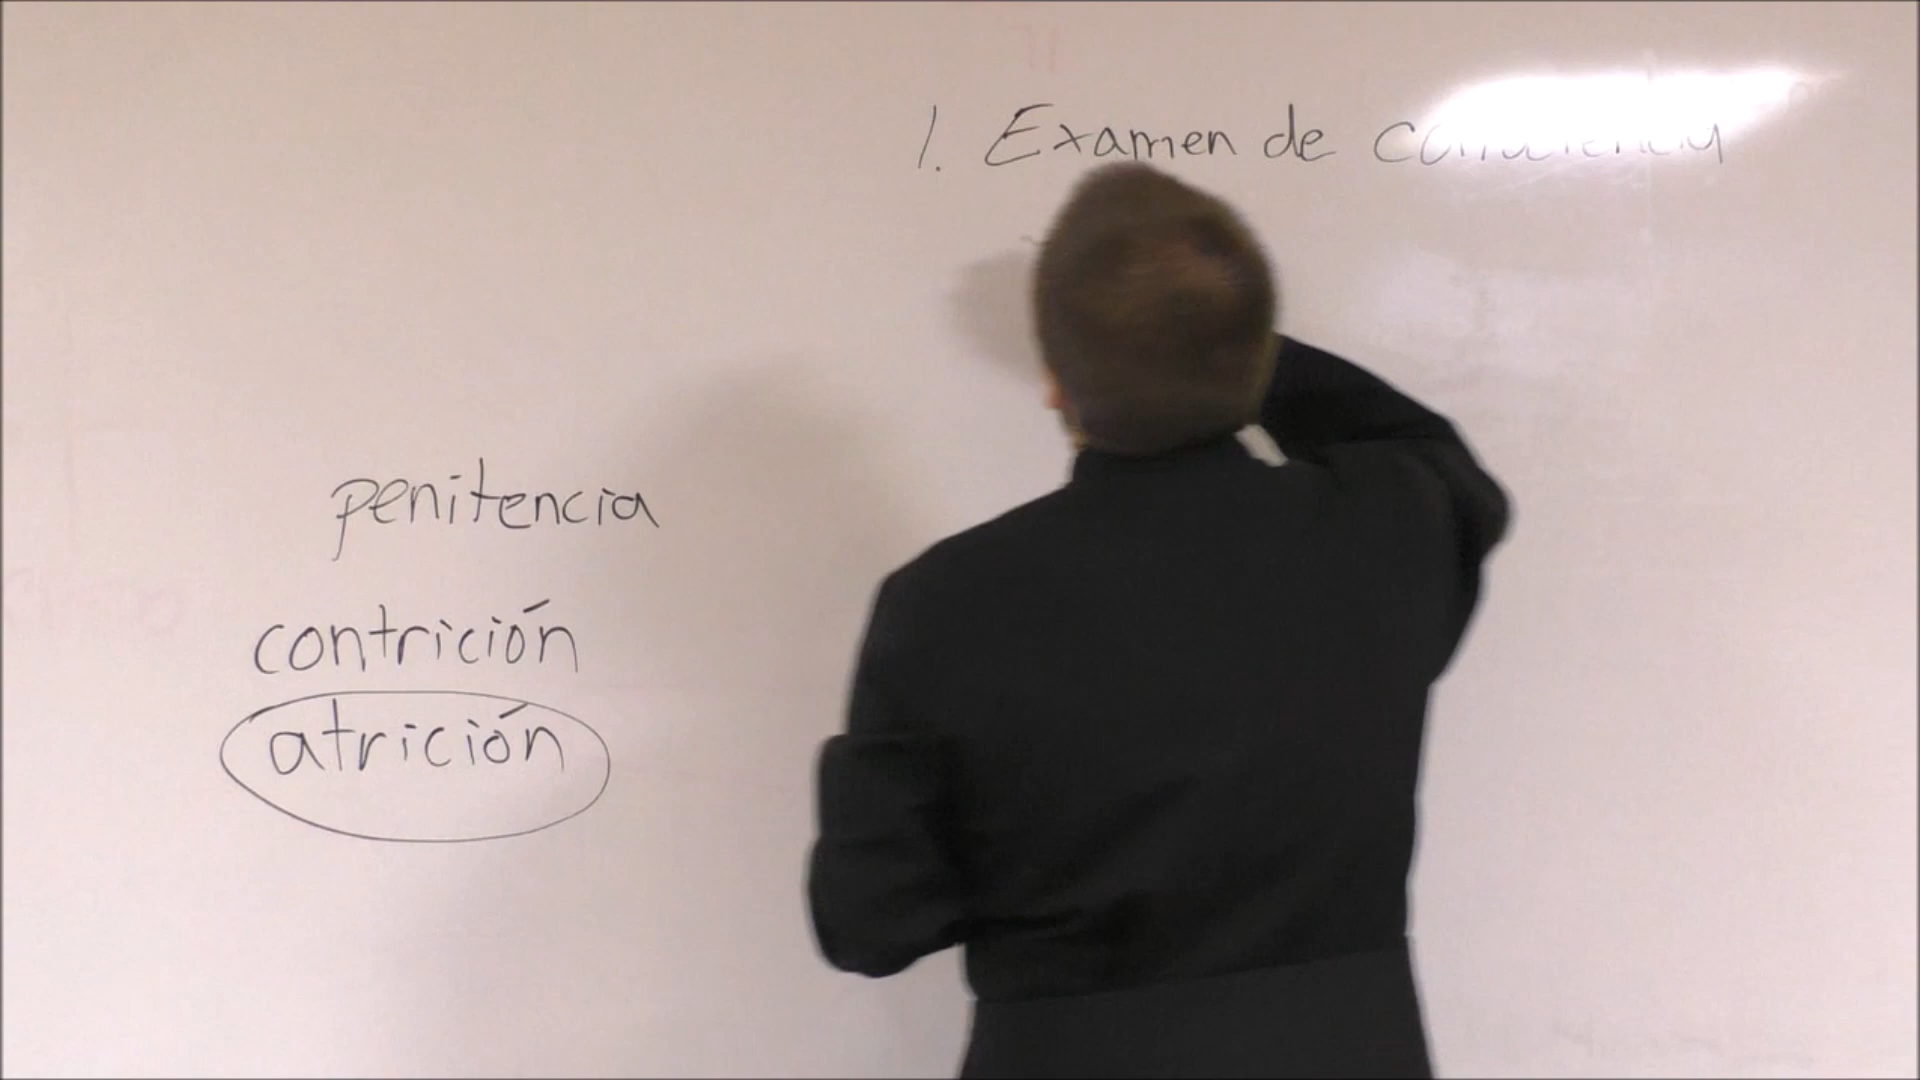 1. Examen de
penitencia
contrición
atrición